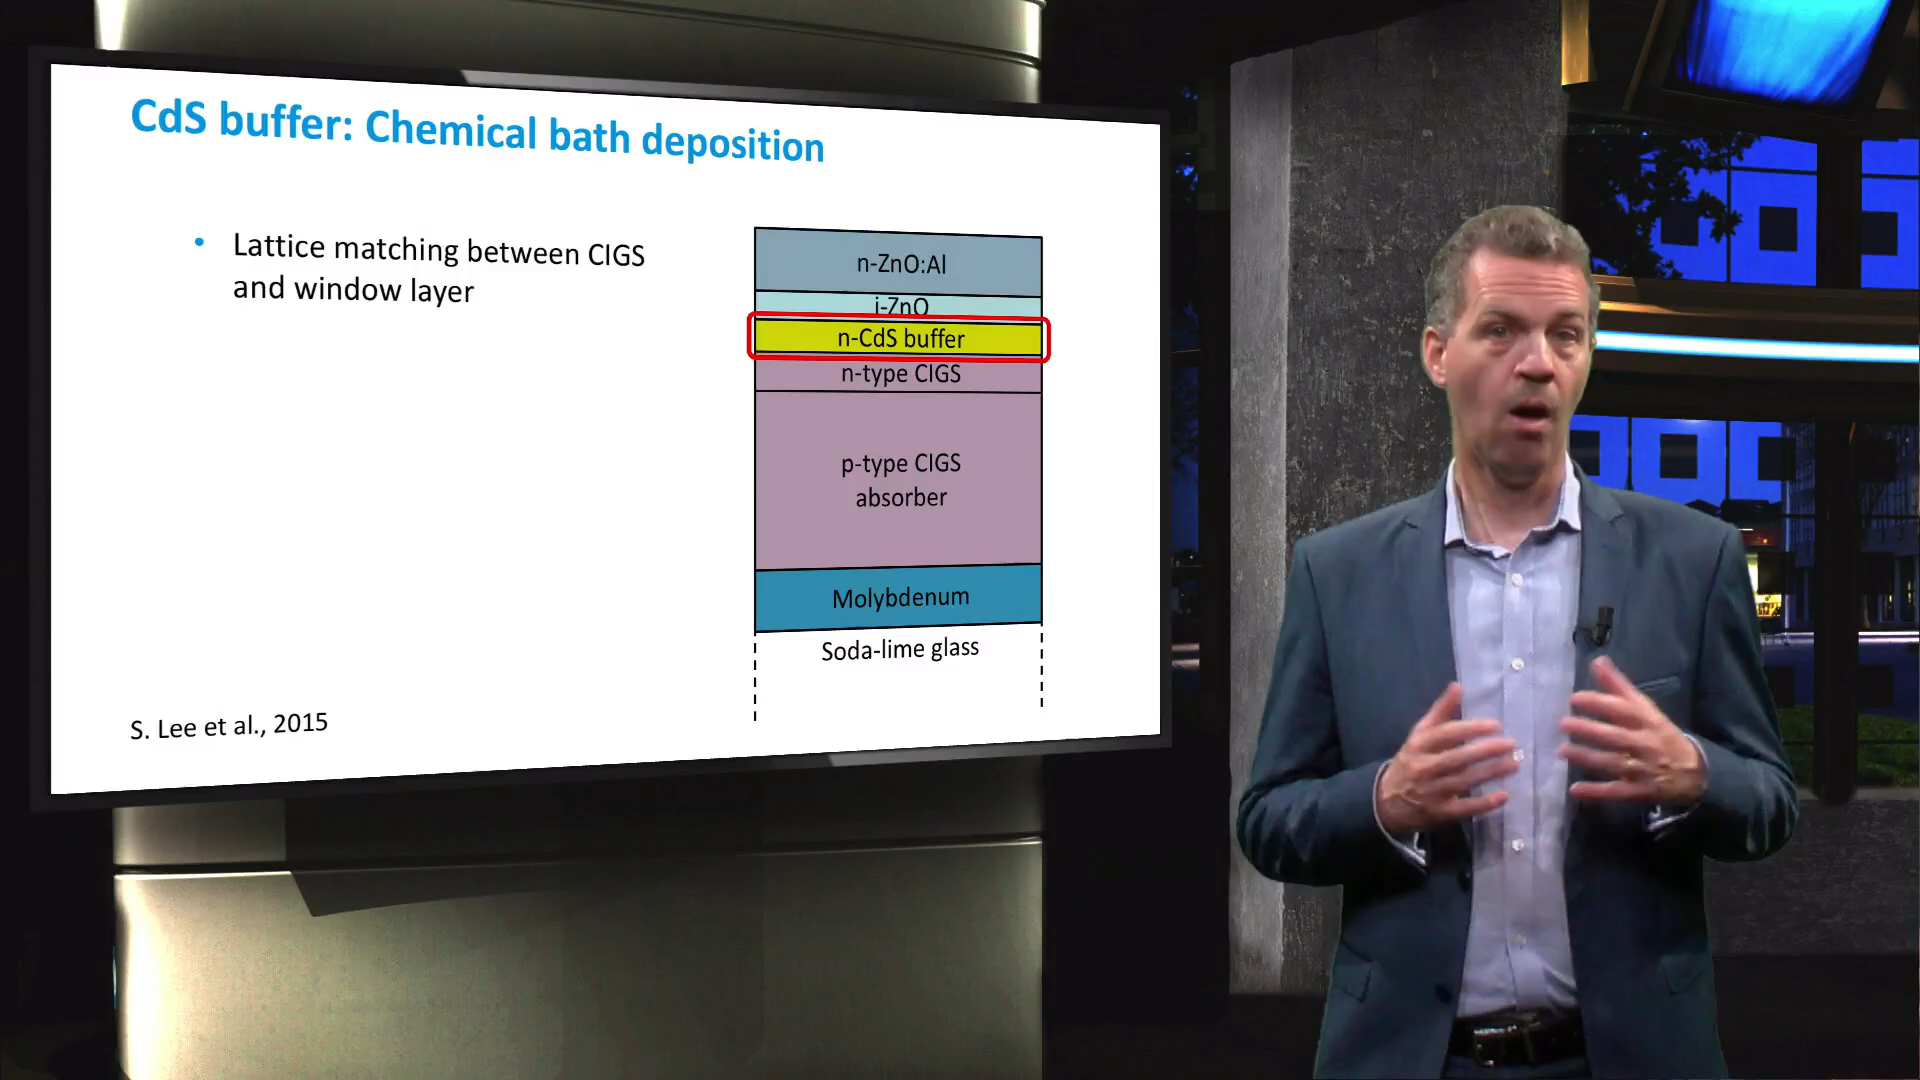 CdS buffer: Chemical bath deposition
• Lattice matching between CIGS
and window layer
n-ZnO:Al
i-ZnO
n-CdS buffer
n-type CIGS
p-type CIGS
absorber
Molybdenum
Soda-lime glass
S. Lee et al., 2015